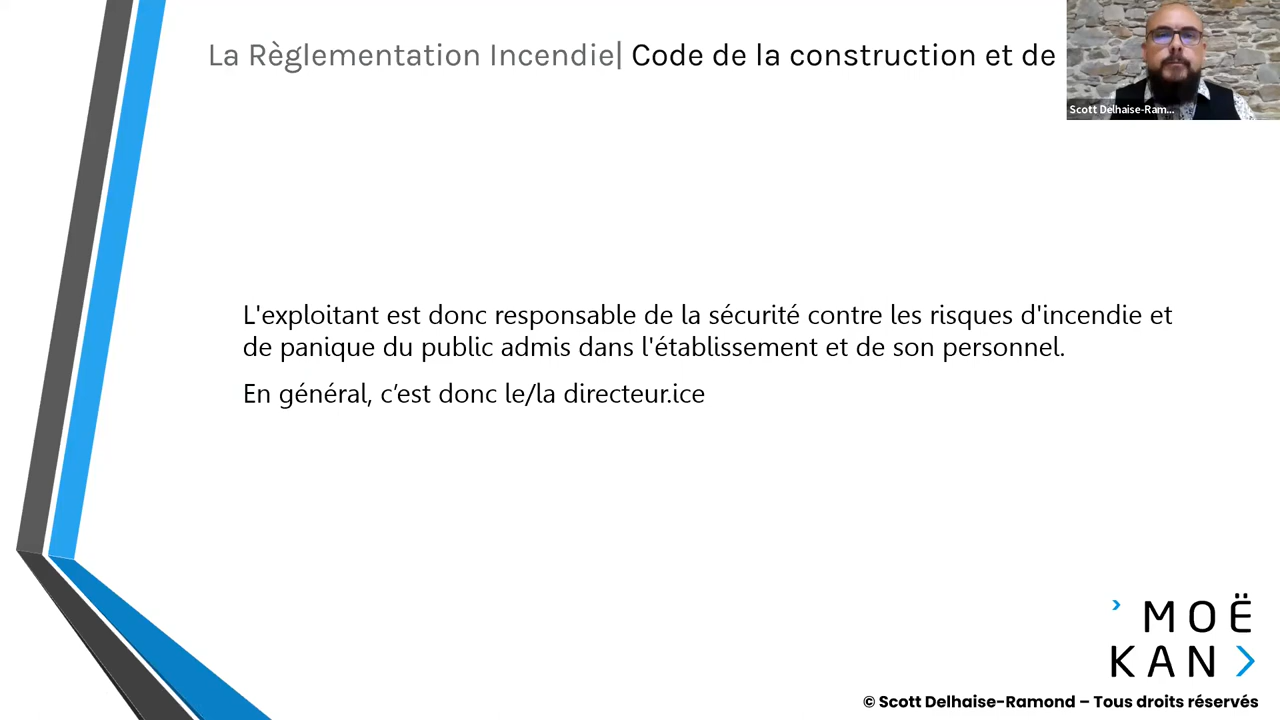 La Règlementation Incendie| Code de la construction et de
Scott Delhaise-Ram...
L'exploitant est donc responsable de la sécurité contre les risques d'incendie et
de panique du public admis dans l'établissement et de son personnel.
En général, c’est donc le/la directeur.ice
MOË
KAN
© Scott Delhaise-Ramond – Tous droits réservés